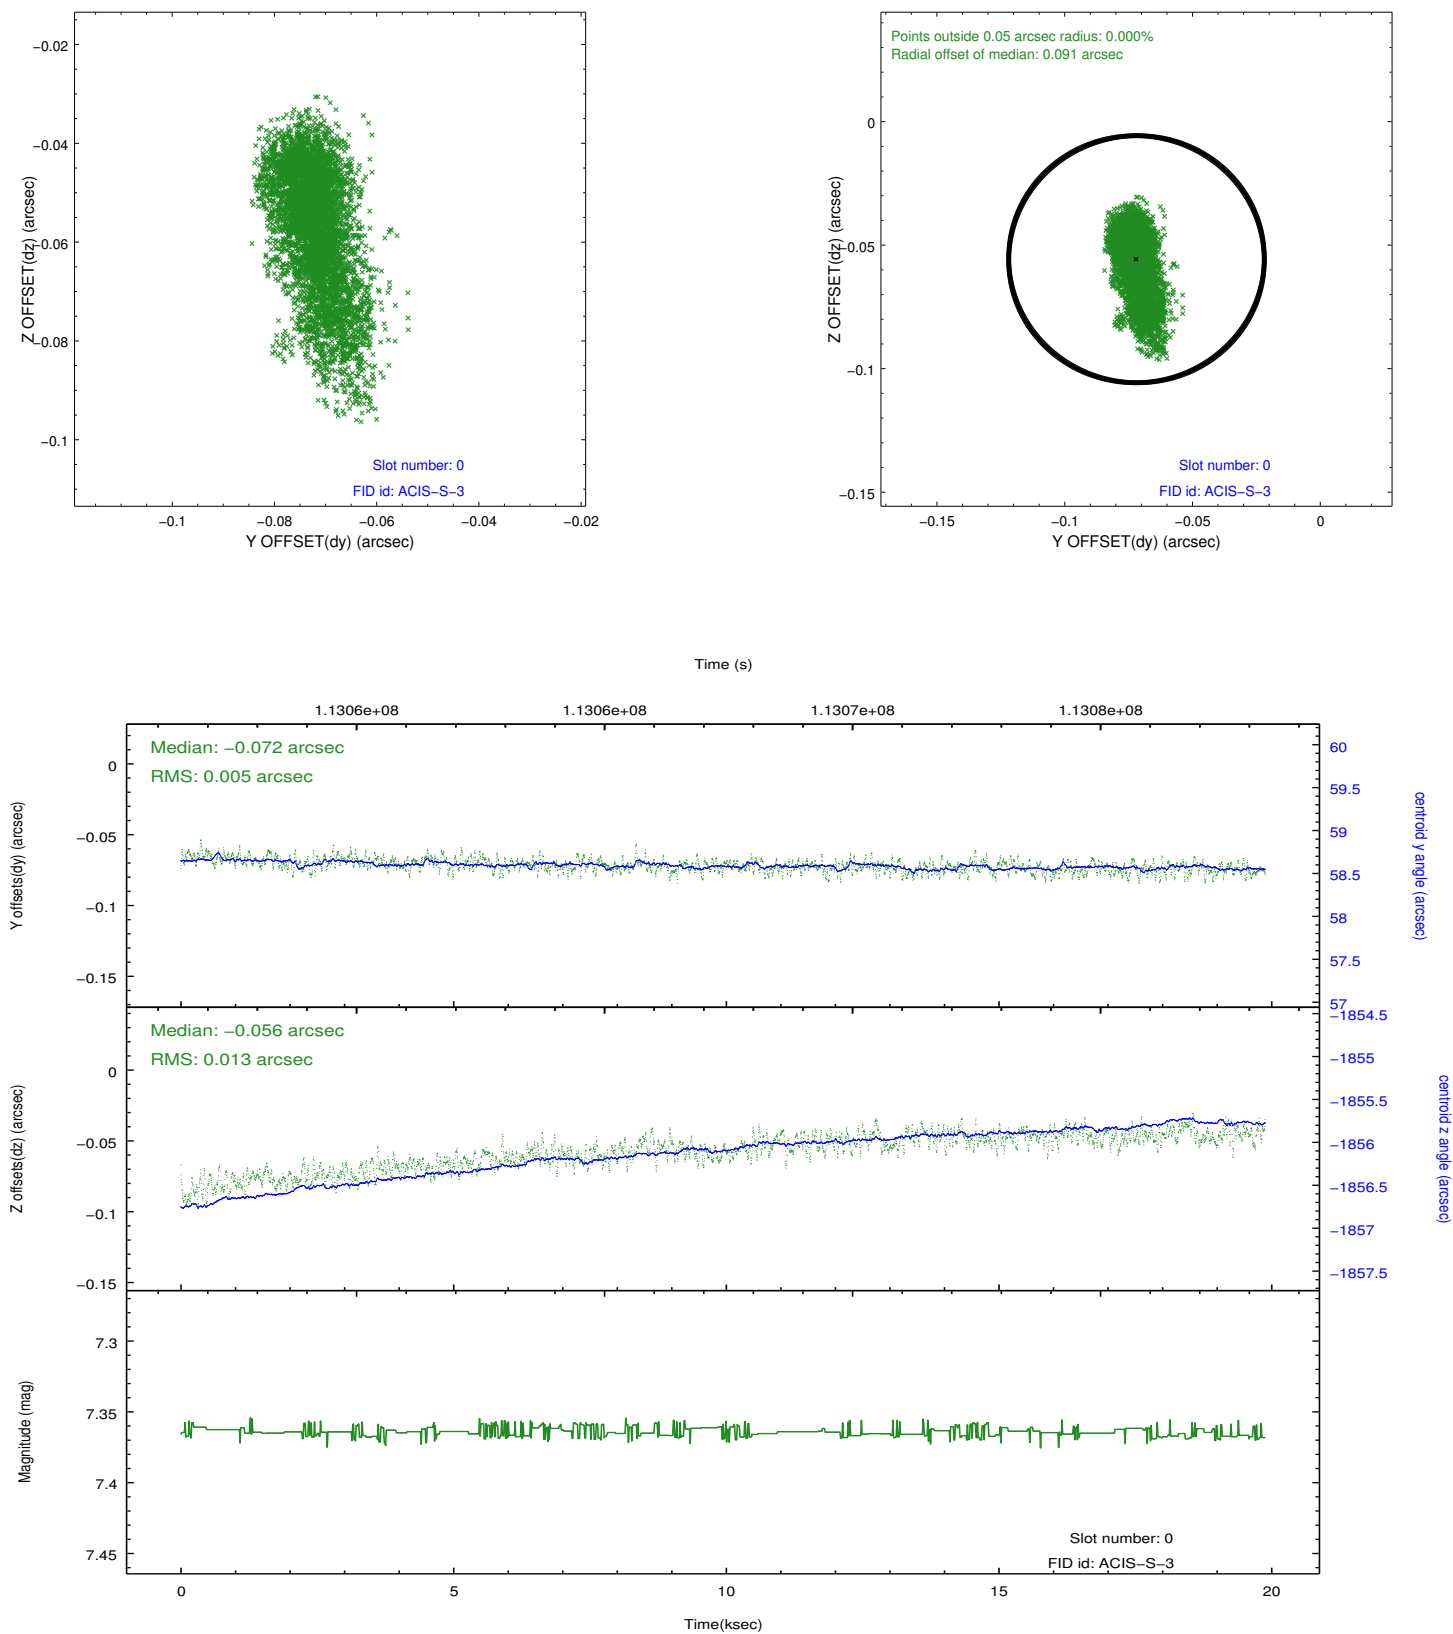 −0.02
−0.04
−0.06
−0.08
−0.1
Z OFFSET(dz) (arcsec)
Slot number: 0
FID id: ACIS−S−3
−0.1
−0.08
−0.06
−0.04
−0.02
Y OFFSET(dy) (arcsec)
Points outside 0.05 arcsec radius: 0.000%
Radial offset of median: 0.091 arcsec
0
−0.05
−0.1
−0.15
Z OFFSET(dz) (arcsec)
Slot number: 0
FID id: ACIS−S−3
−0.15
−0.1
−0.05
0
Y OFFSET(dy) (arcsec)
Time (s)
1.1306e+08
1.1306e+08
1.1307e+08
1.1308e+08
Median: −0.072 arcsec
RMS: 0.005 arcsec
0
−0.05
−0.1
−0.15
Y offsets(dy) (arcsec)
60
59.5
59
58.5
58
57.5
57
centroid y angle (arcsec)
Median: −0.056 arcsec
RMS: 0.013 arcsec
0
−0.05
−0.1
−0.15
Z offsets(dz) (arcsec)
−1854.5
−1855
−1855.5
−1856
−1856.5
−1857
−1857.5
centroid z angle (arcsec)
7.3
7.35
7.4
7.45
Magnitude (mag)
Slot number: 0
FID id: ACIS−S−3
0
5
10
15
20
Time(ksec)